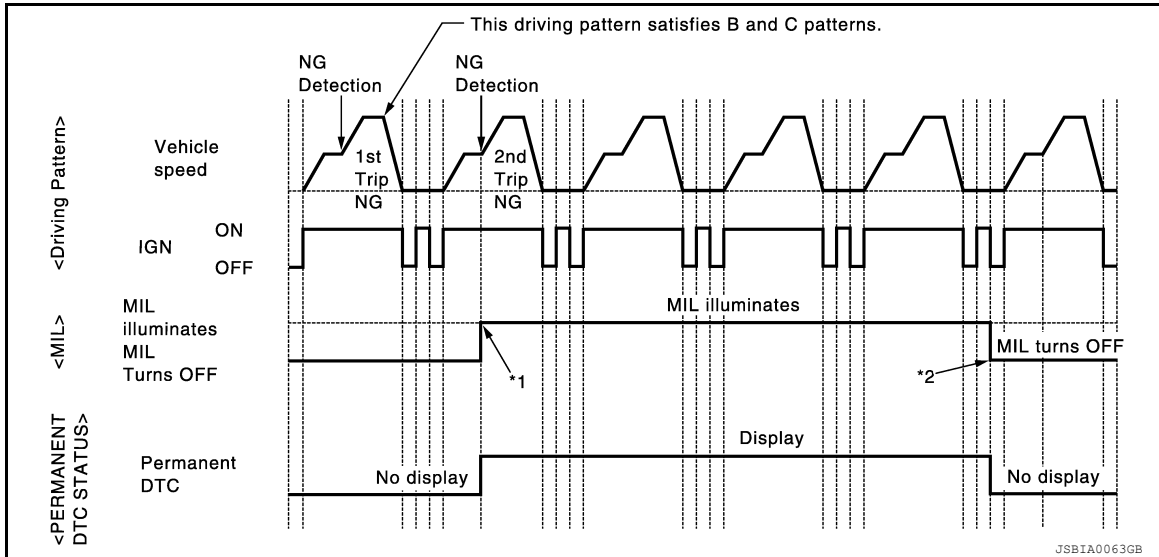 This driving pattern satisfies B and C patterns.
NG
Detection
NG
Detection
<Driving Pattern>
Vehicle
speed
1st
Trip
NG
2nd
Trip
NG
IGN
ON
OFF
<MIL>
MIL
illuminates
MIL
Turns OFF
MIL illuminates
MIL turns OFF
*1
*2
<PERMANENT
DTC STATUS>
Permanent
DTC
No display
Display
No display
JSBIA0063GB